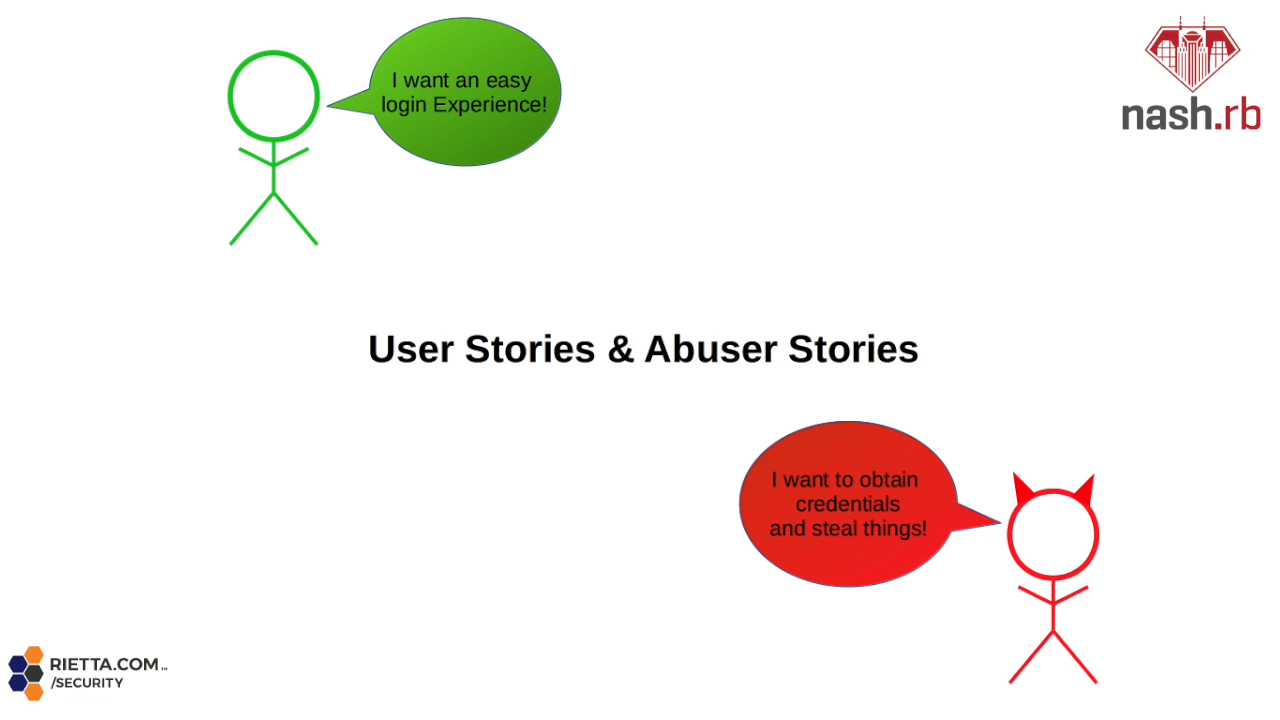 I want an easy
login Experience!
nash.rb
User Stories & Abuser Stories
I want to obtain
credentials
and steal things!
RIETTA.COM
/SECURITY